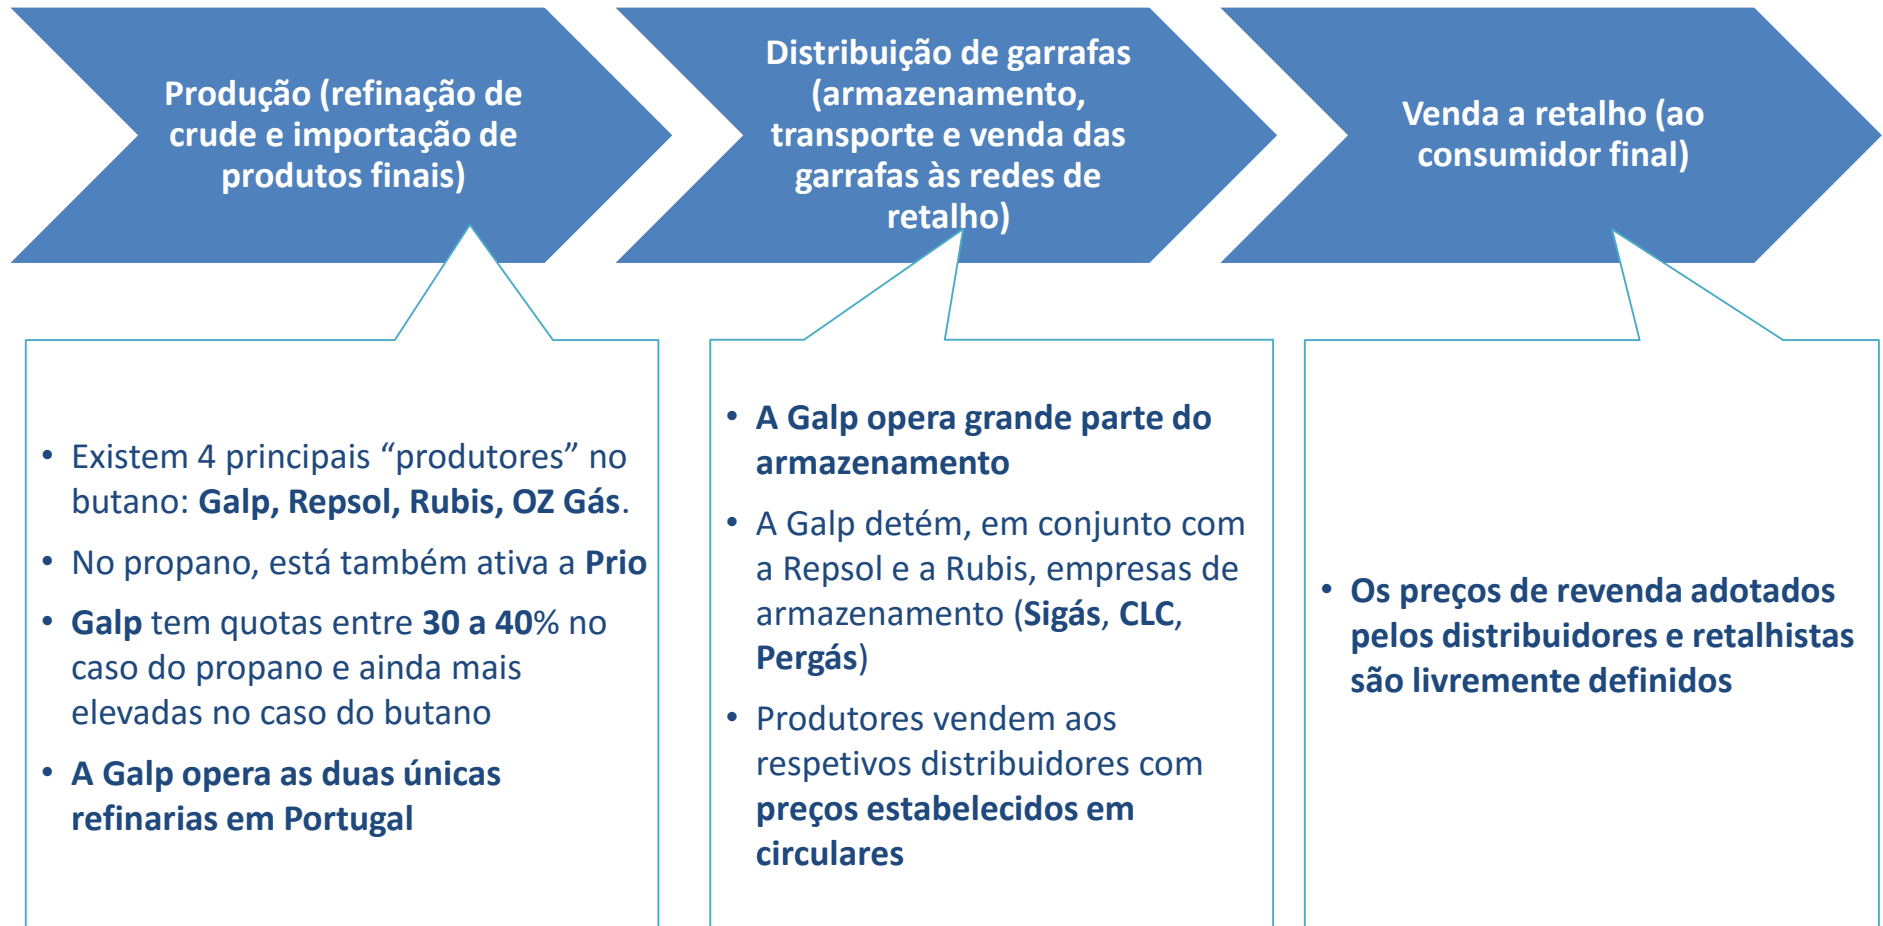 Produção (refinação de
crude e importação de
produtos finais)
Distribuição de garrafas
(armazenamento,
transporte e venda das
garrafas às redes de
retalho)
Venda a retalho (ao
consumidor final)
• Existem 4 principais “produtores” no
butano: Galp, Repsol, Rubis, OZ Gás.
• No propano, está também ativa a Prio
• Galp tem quotas entre 30 a 40% no
caso do propano e ainda mais
elevadas no caso do butano
• A Galp opera as duas únicas
refinarias em Portugal
• A Galp opera grande parte do
armazenamento
• A Galp detém, em conjunto com
a Repsol e a Rubis, empresas de
armazenamento (Sigás, CLC,
Pergás)
• Produtores vendem aos
respetivos distribuidores com
preços estabelecidos em
circulares
• Os preços de revenda adotados
pelos distribuidores e retalhistas
são livremente definidos